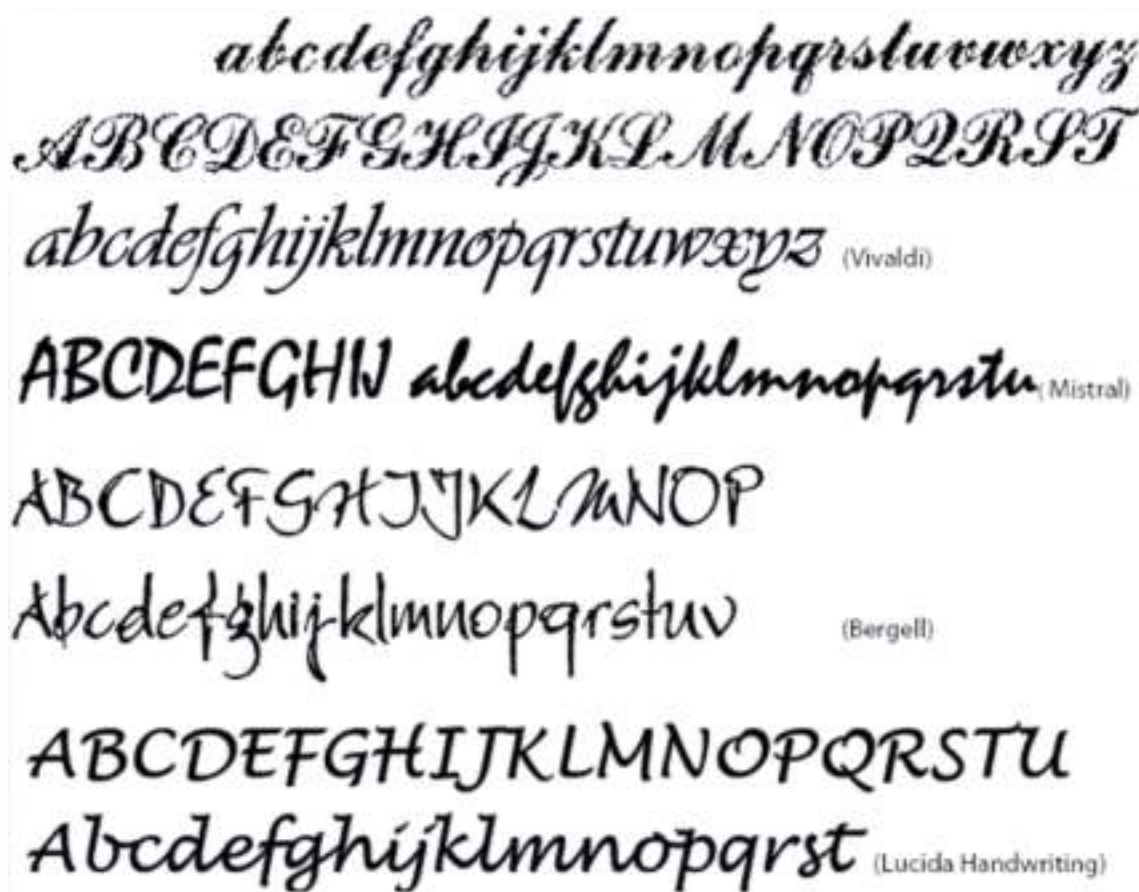 abcdefghijklmnopqrstuvwxyz
ABCDEFGHIJKLMNOPQRST
abcdefghijklmnopqrstuwxyz (Vivaldi)
ABCDEFGHIJ abcdefghijklmnopqrstu (Mistral)
ABCDEFGHIJKLMNOP
Abcdefghijklmnopqrstuv (Bergell)
ABCDEFGHIJKLMNOPQRSTU
Abcdefghijklmnopqrst (Lucida Handwriting)